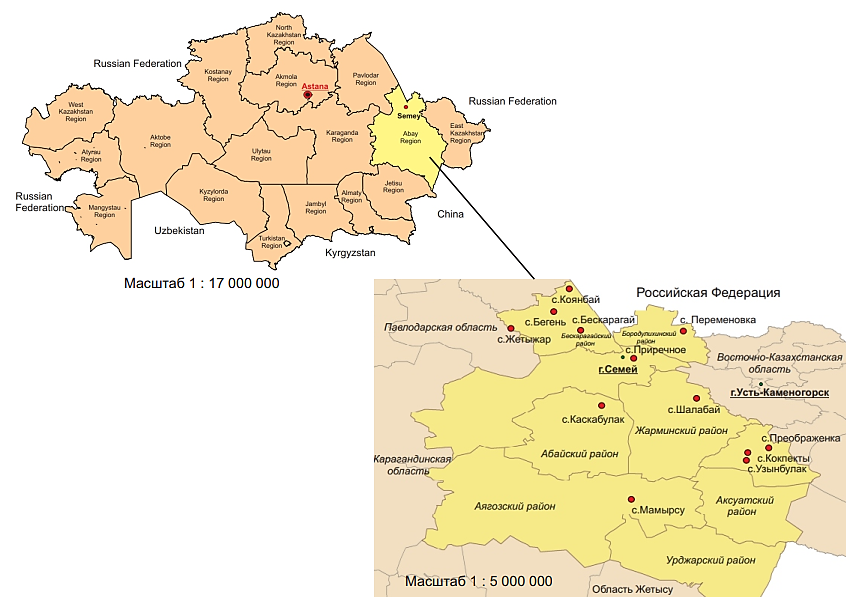 North
Kazakhstan
Region
Russian Federation
Kostanay
Region
Akmola
Region
Astana
Pavlodar
Region
Russian Federation
West
Kazakhstan
Region
Semey
Aktobe
Region
Karaganda
Region
Abay
Region
East
Kazakhstan
Region
Atyrau
Region
Ulytau
Region
Russian
Federation
Mangystau
Region
Kyzylorda
Region
Jambyl
Region
Almaty
Region
Jetisu
Region
China
Uzbekistan
Turkistan
Region
Kyrgyzstan
Масштаб 1 : 17 000 000
Российская Федерация
с.Коянбай
Павлодарская область
с.Бегень
с.Бескарагай
с. Переменовка
с.Жетыжар
Бескарагайский
район
Бородулихинский
район
с.Приречное
г.Семей
Восточно-Казахстанская
область
г.Усть-Каменогорск
с.Каскабулак
с.Шалабай
Жарминский район
с.Преображенка
Карагандинская
область
Абайский район
с.Кокпекты
с.Узынбулак
Аягозский район
с.Мамырсу
Аксуатский
район
Урджарский район
Масштаб 1 : 5 000 000
Область Жетысу